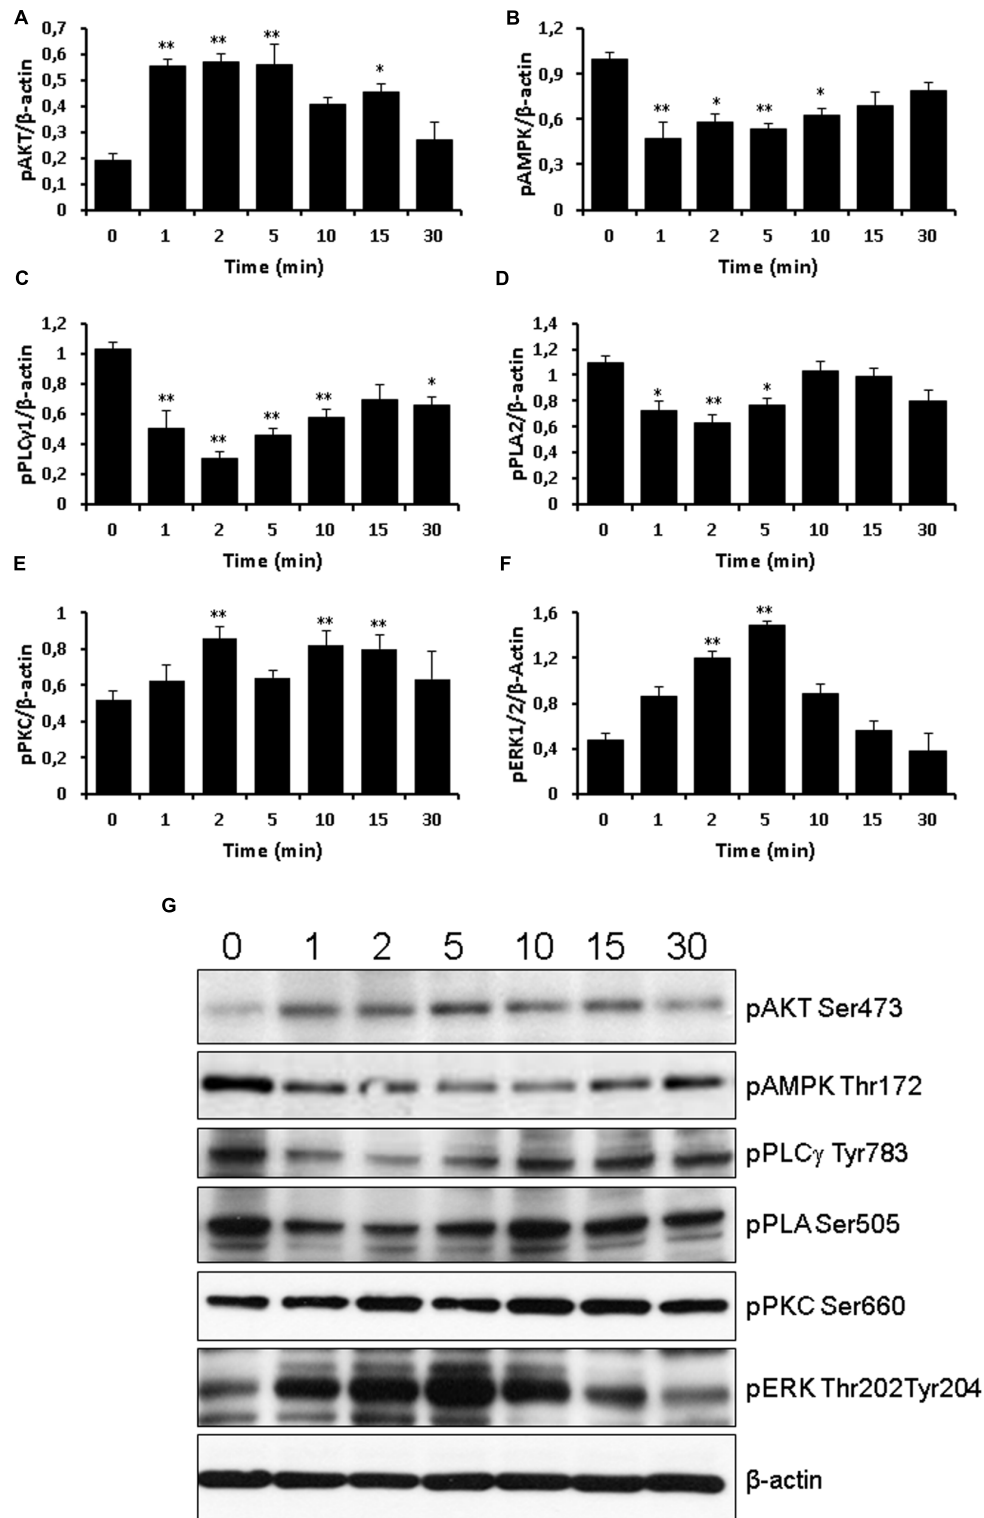 A
pAKT/β-actin
0,7
0,6
0,5
0,4
0,3
0,2
0,1
0
** ** ** *
0 1 2 5 10 15 30
Time (min)
B
pAMPK/β-actin
1,2
0,9
0,6
0,3
0
** * ** *
0 1 2 5 10 15 30
Time (min)
C
pPLCγ1/β-actin
1,2
1
0,8
0,6
0,4
0,2
0
** ** ** ** *
0 1 2 5 10 15 30
Time (min)
D
pPLA2/β-actin
1,4
1,2
1
0,8
0,6
0,4
0,2
0
* ** *
0 1 2 5 10 15 30
Time (min)
E
pPKC/β-actin
1
0,8
0,6
0,4
0,2
0
** ** **
0 1 2 5 10 15 30
Time (min)
F
pERK1/2/β-Actin
1,6
1,2
0,8
0,4
0
** **
0 1 2 5 10 15 30
Time (min)
G
0 1 2 5 10 15 30
pAKT Ser473
pAMPK Thr172
pPLCγ Tyr783
pPLA Ser505
pPKC Ser660
pERK Thr202Tyr204
β-actin